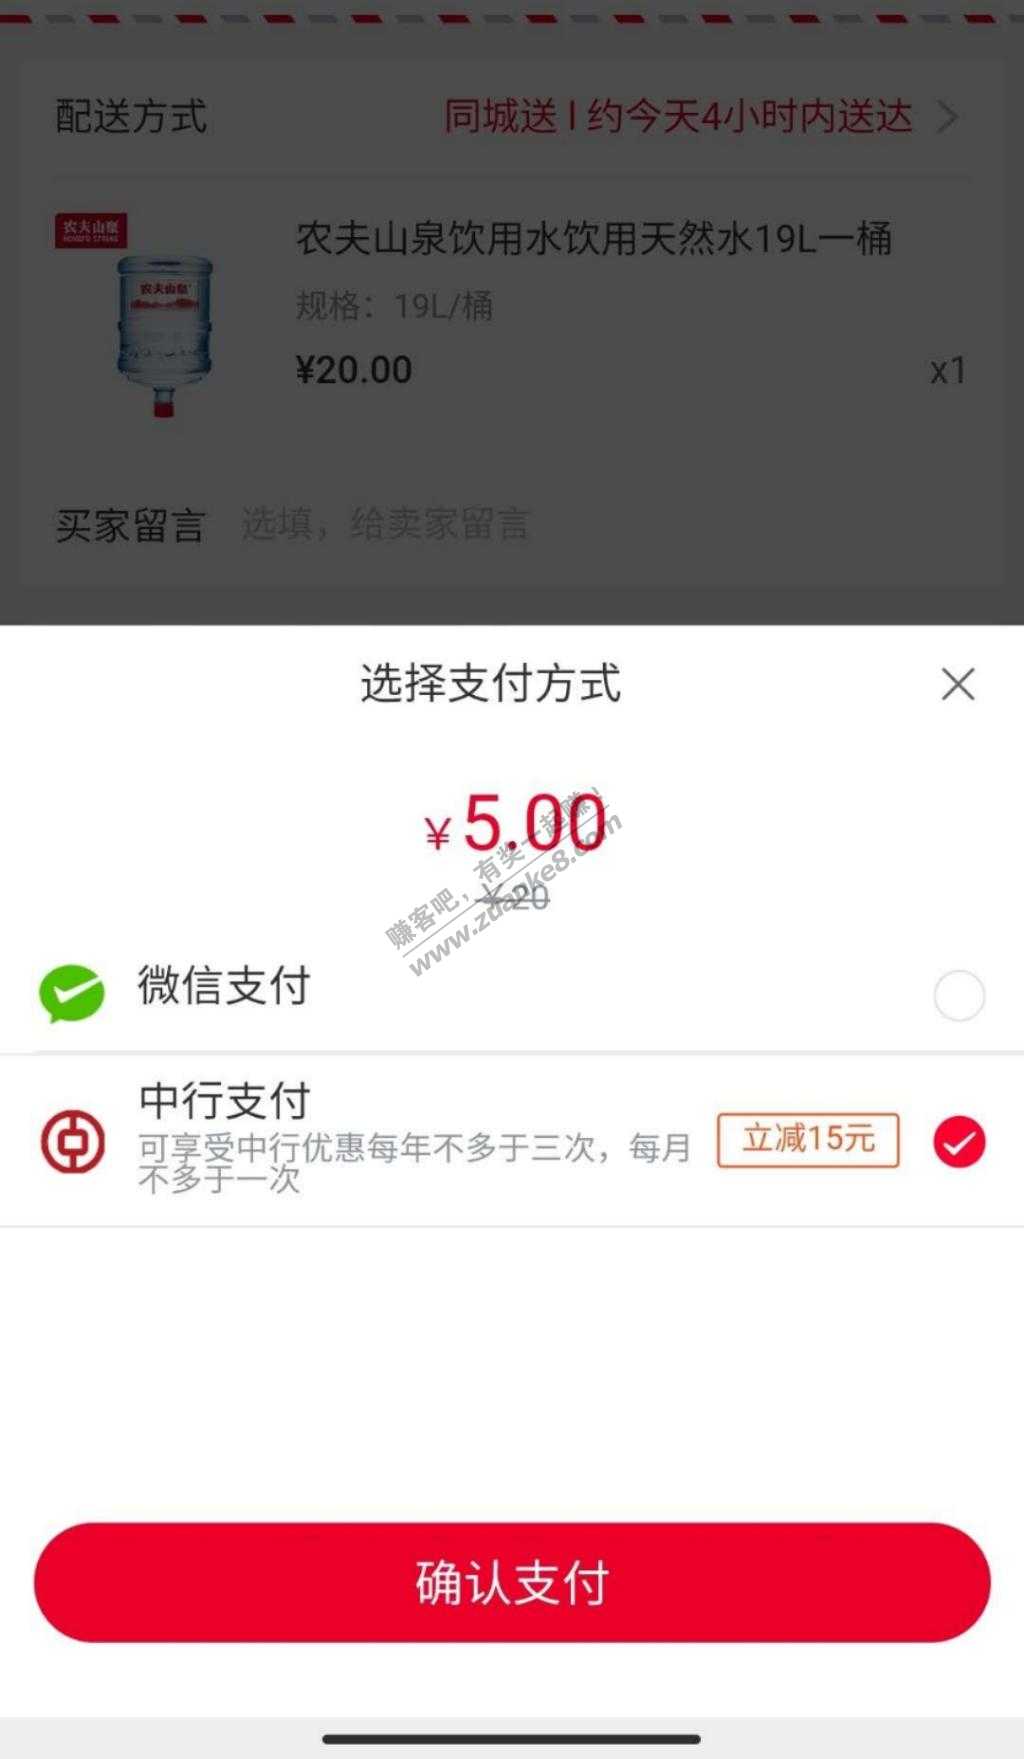 配送方式
同城送 | 约今天4小时内送达
农夫山泉
农夫山泉
农夫山泉饮用水饮用天然水19L一桶
规格：19L/桶
¥20.00
x1
买家留言 选填，给卖家留言
选择支付方式
¥5.00
¥20
赚客吧，有奖一起赚！
www.zuanke8.com
微信支付
中行支付
可享受中行优惠每年不多于三次，每月
不多于一次
立减15元
确认支付